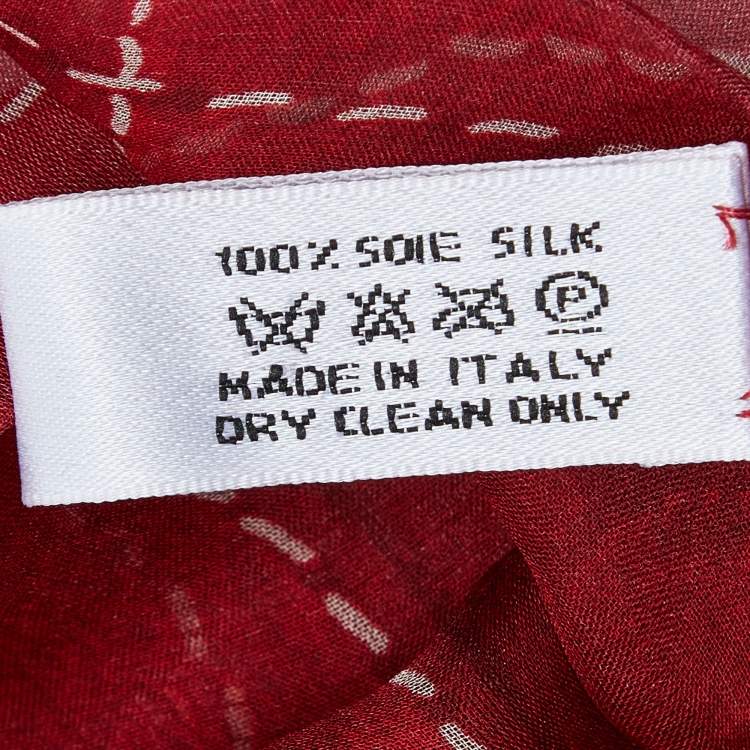 100% SOIE SILK
P
MADE IN ITALY
DRY CLEAN ONLY